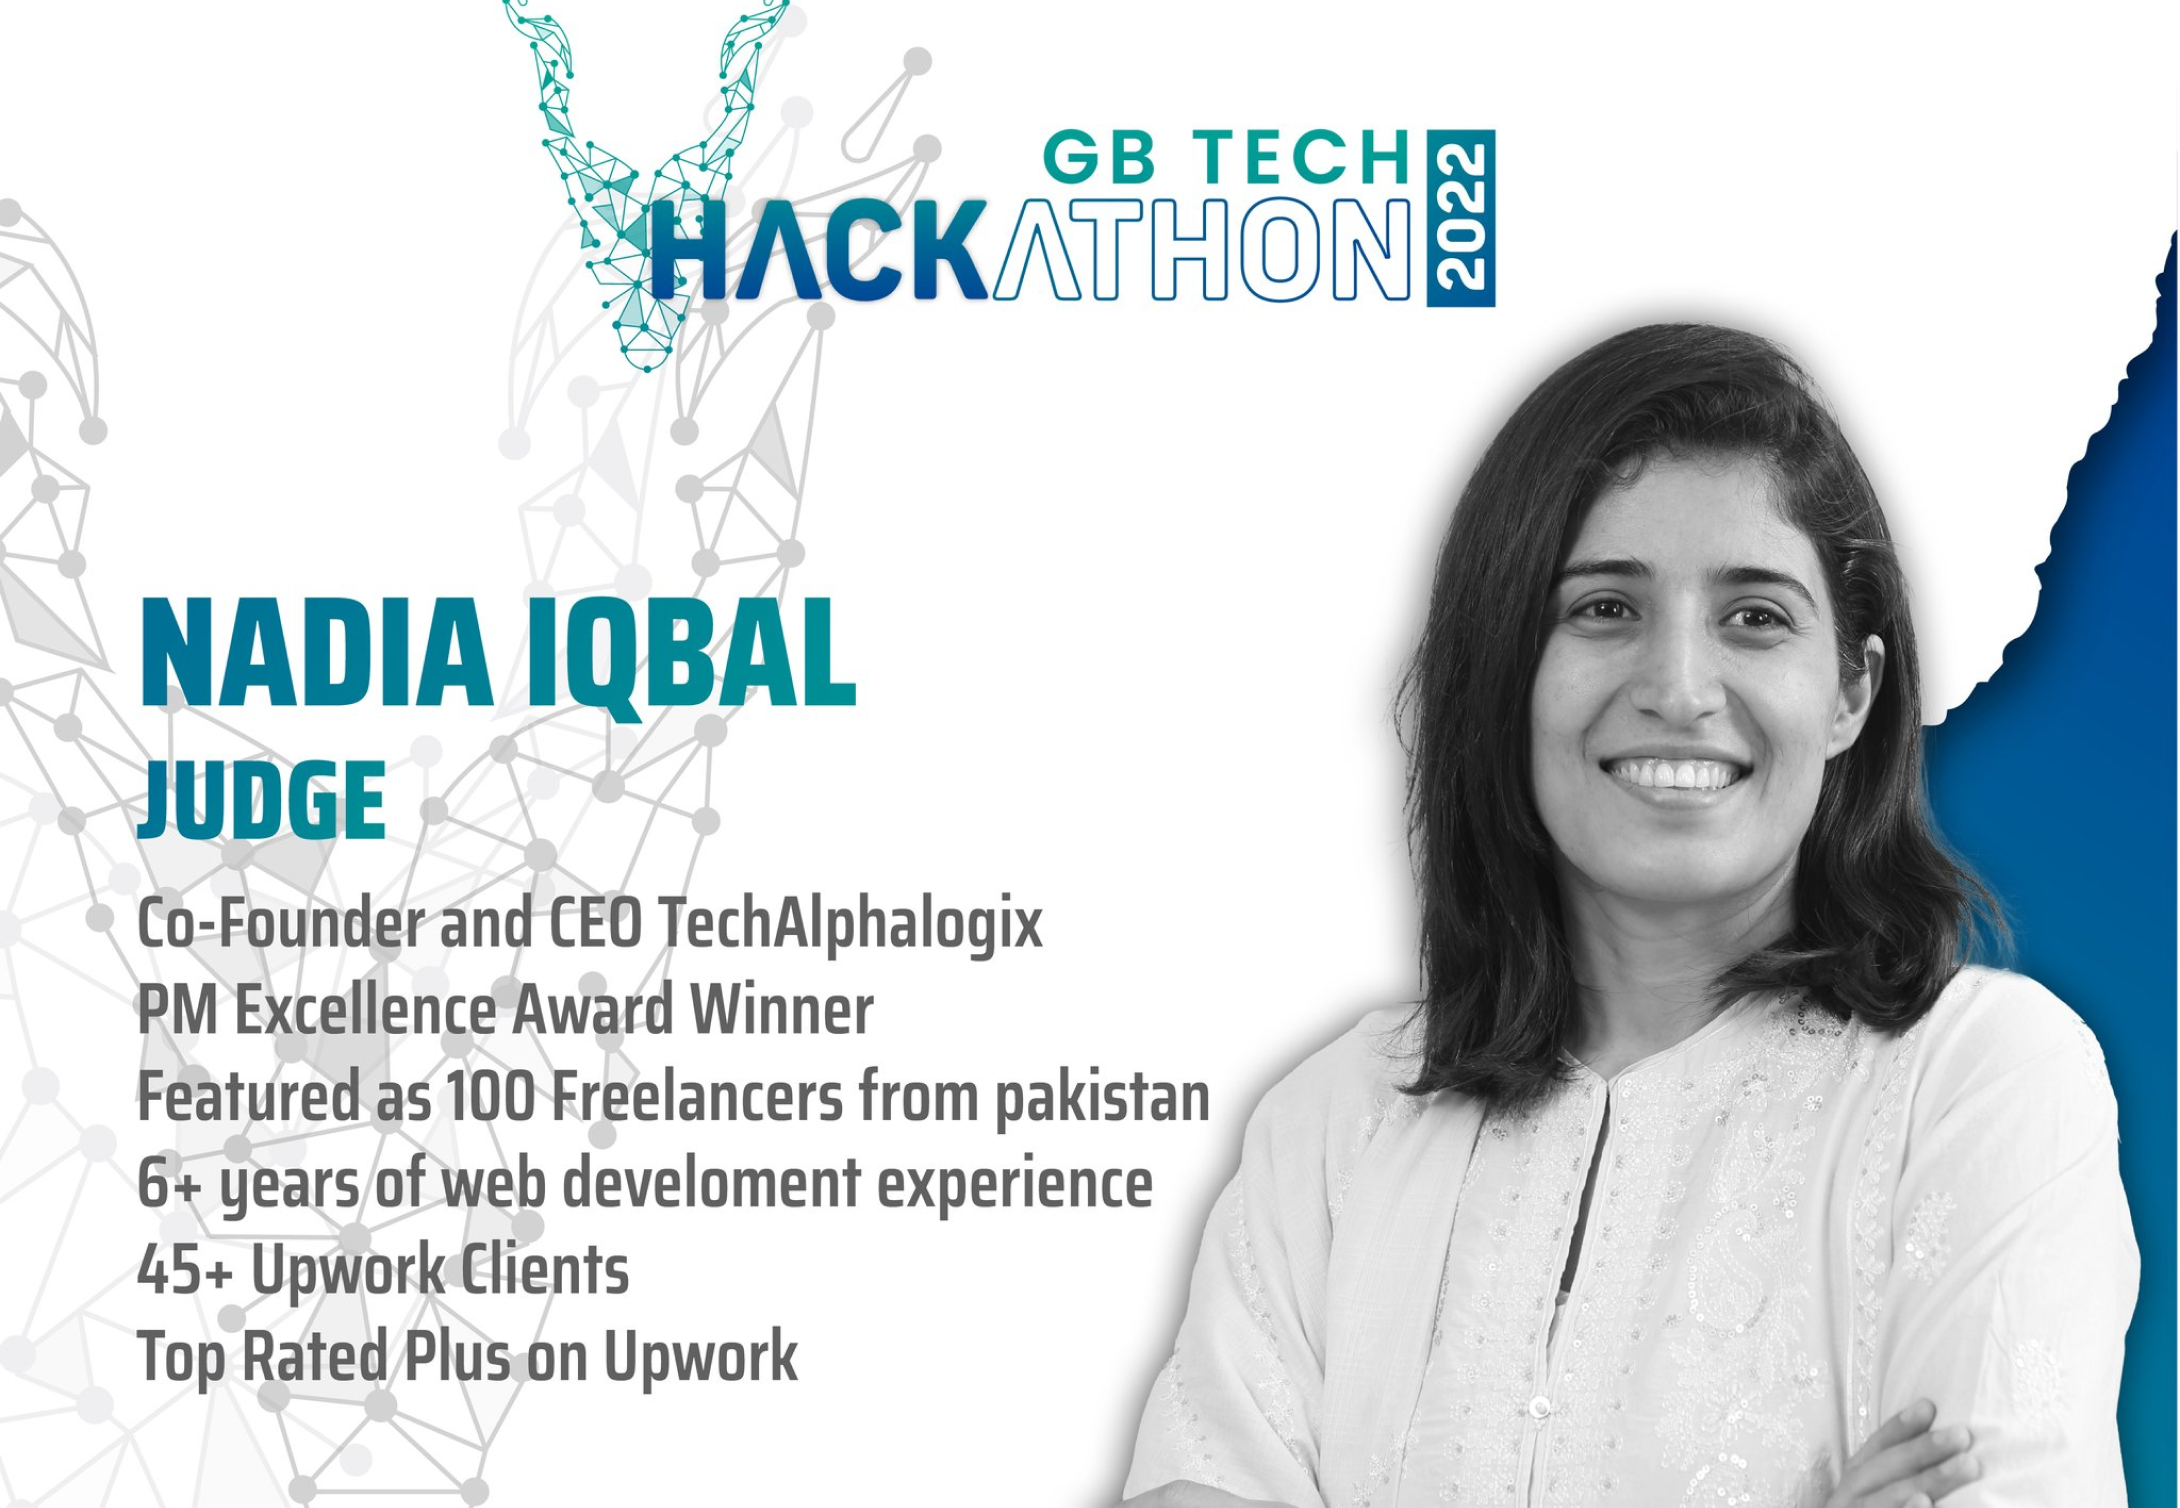 GB TECH
HACKATHON
2022
NADIA IQBAL
JUDGE
Co-Founder and CEO TechAlphalogix
PM Excellence Award Winner
Featured as 100 Freelancers from pakistan
6+ years of web develoment experience
45+ Upwork Clients
Top Rated Plus on Upwork